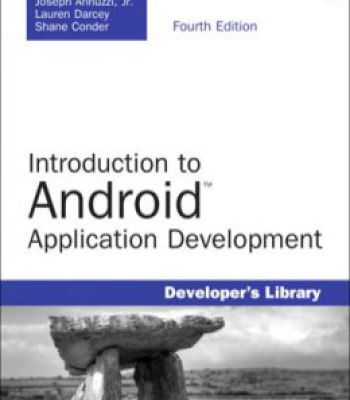 Joseph Annuzzi, Jr.
Lauren Darcey
Shane Conder
Fourth Edition
Introduction to
Android™
Application Development
Developer's Library